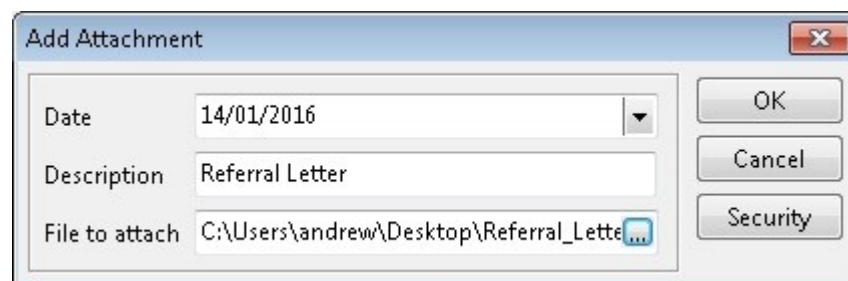 Add Attachment
Date 14/01/2016 OK
Description Referral Letter Cancel
File to attach C:\Users\andrew\Desktop\Referral_Lette ... Security